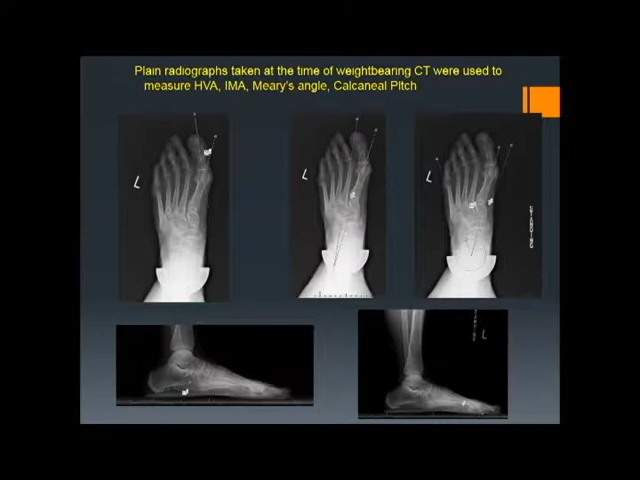 Plain radiographs taken at the time of weightbearing CT were used to
measure HVA, IMA, Meary's angle, Calcaneal Pitch
L
L
L
STANDING
L